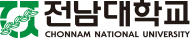 전남대학교
CHONNAM NATIONAL UNIVERSITY